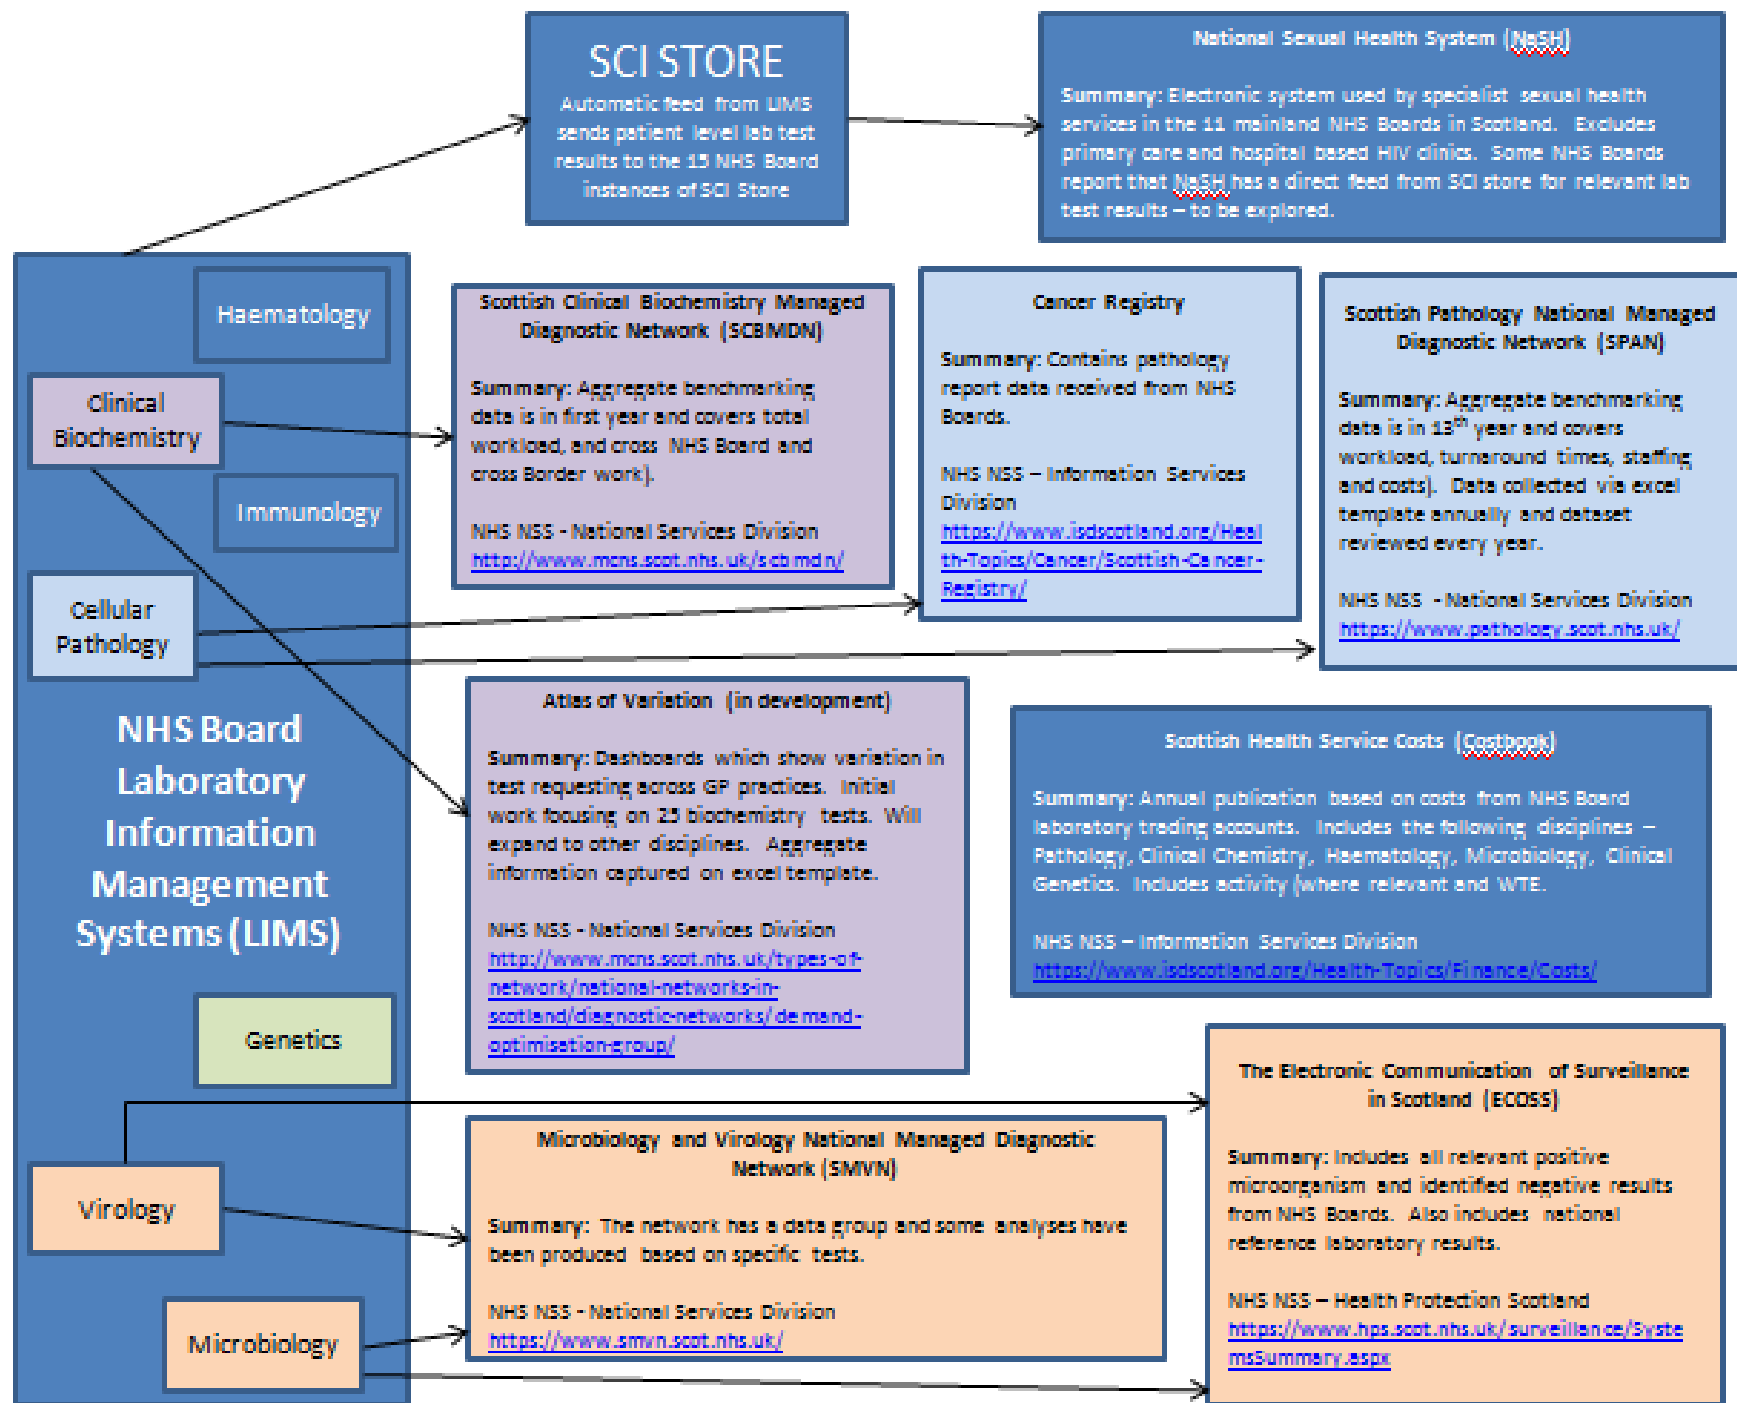 SCI STORE
Automatic feed from LIMS
sends patient level lab test
results to the 15 NHS Board
instances of SCI Store
National Sexual Health System (NaSH)
Summary: Electronic system used by specialist sexual health
services in the 11 mainland NHS Boards in Scotland. Excludes
primary care and hospital based HIV clinics. Some NHS Boards
report that NaSH has a direct feed from SCI store for relevant lab
test results – to be explored.
Haematology
Clinical
Biochemistry
Immunology
Cellular
Pathology
NHS Board
Laboratory
Information
Management
Systems (LIMS)
Genetics
Virology
Microbiology
Scottish Clinical Biochemistry Managed
Diagnostic Network (SCBMDN)
Summary: Aggregate benchmarking
data is in first year and covers total
workload, and cross NHS Board and
cross Border work).
NHS NSS - National Services Division
http://www.mcns.scot.nhs.uk/scbmdn/
Cancer Registry
Summary: Contains pathology
report data received from NHS
Boards.
NHS NSS – Information Services
Division
https://www.isdscotland.org/Heal
th-Topics/Cancer/Scottish-Cancer-
Registry/
Scottish Pathology National Managed
Diagnostic Network (SPAN)
Summary: Aggregate benchmarking
data is in 13th year and covers
workload, turnaround times, staffing
and costs). Data collected via excel
template annually and dataset
reviewed every year.
NHS NSS - National Services Division
https://www.pathology.scot.nhs.uk/
Atlas of Variation (in development)
Summary: Dashboards which show variation in
test requesting across GP practices. Initial
work focusing on 25 biochemistry tests. Will
expand to other disciplines. Aggregate
information captured on excel template.
NHS NSS - National Services Division
http://www.mcns.scot.nhs.uk/types-of-
network/national-networks-in-
scotland/diagnostic-networks/demand-
optimisation-group/
Scottish Health Service Costs (Costbook)
Summary: Annual publication based on costs from NHS Board
laboratory trading accounts. Includes the following disciplines –
Pathology, Clinical Chemistry, Haematology, Microbiology, Clinical
Genetics. Includes activity (where relevant and WTE.
NHS NSS – Information Services Division
https://www.isdscotland.org/Health-Topics/Finance/Costs/
Microbiology and Virology National Managed Diagnostic
Network (SMVN)
Summary: The network has a data group and some analyses have
been produced based on specific tests.
NHS NSS - National Services Division
https://www.smvn.scot.nhs.uk/
The Electronic Communication of Surveillance
in Scotland (ECOSS)
Summary: Includes all relevant positive
microorganism and identified negative results
from NHS Boards. Also includes national
reference laboratory results.
NHS NSS – Health Protection Scotland
https://www.hps.scot.nhs.uk/surveillance/Syste
msSummary.aspx